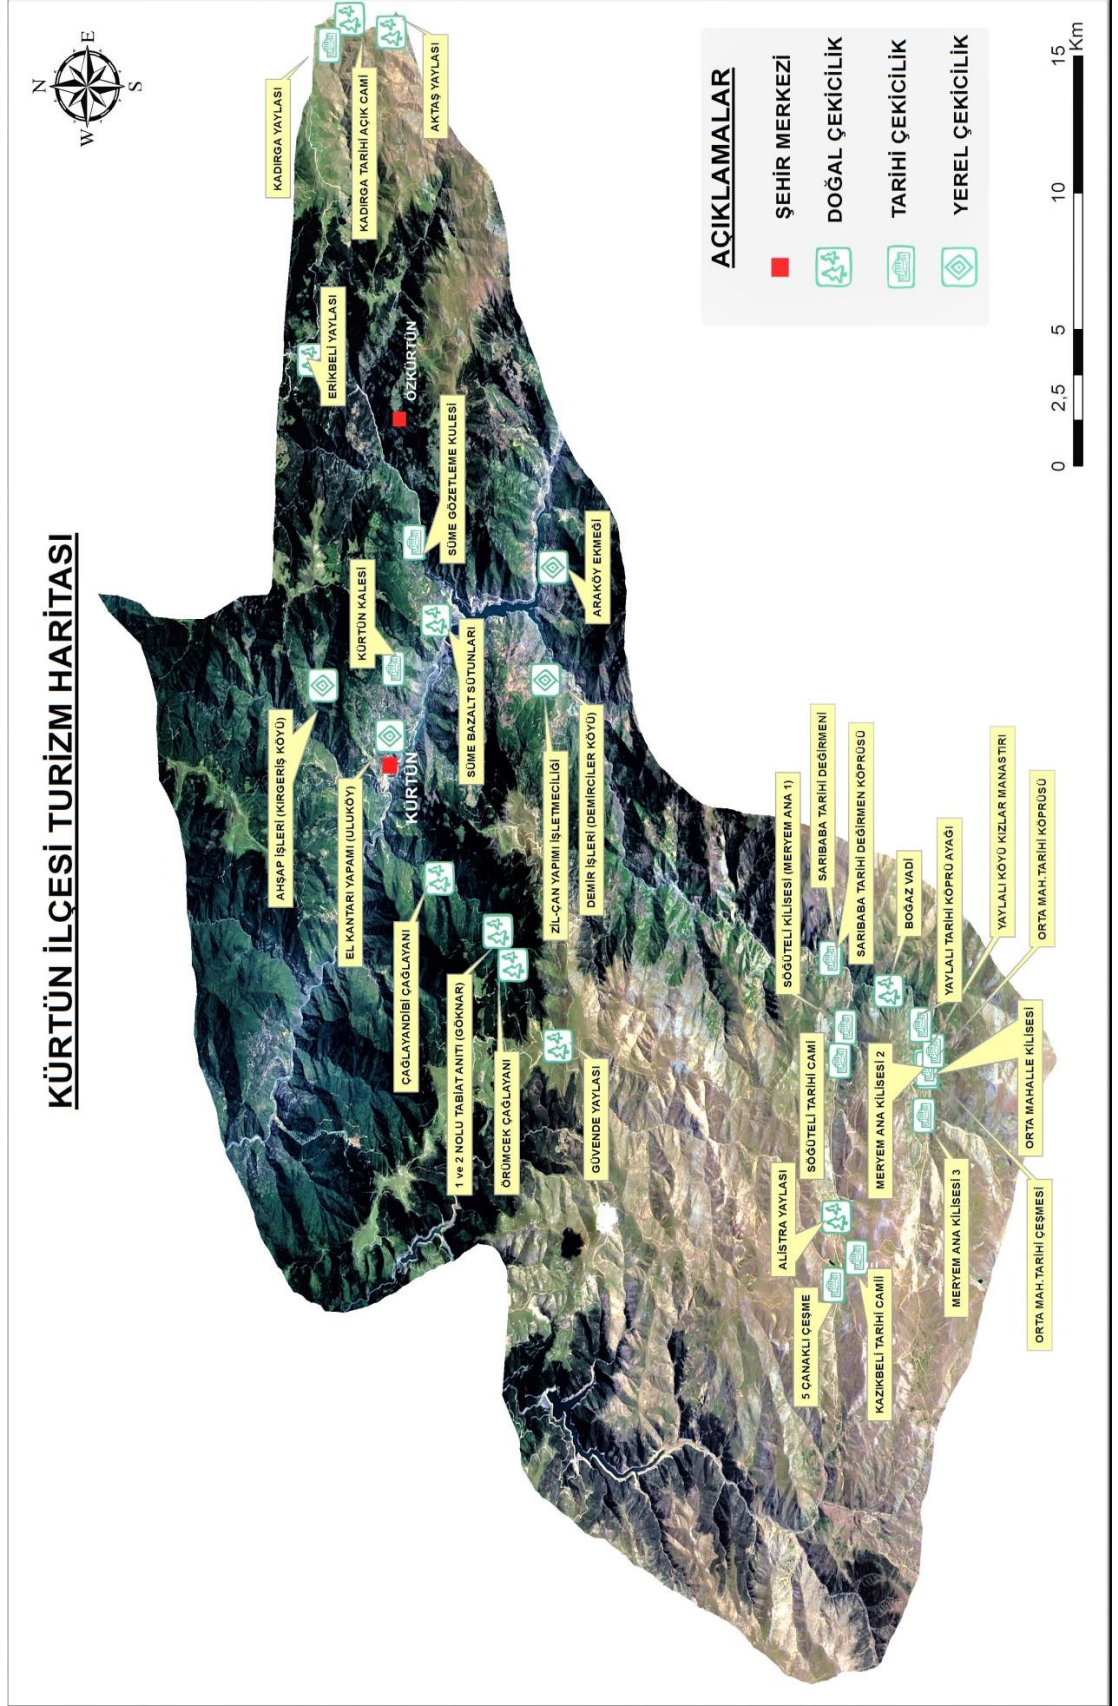 KÜRTÜN İLÇESİ TURİZM HARİTASI
N
E
S
W
KADIRGA YAYLASI
KADIRGA TARİHİ AÇIK CAMİ
AKTAŞ YAYLASI
ERİKBELİ YAYLASI
ÖZKÜRTÜN
SÜME GÖZETLEME KULESİ
KÜRTÜN KALESİ
ARAKÖY EKMEĞİ
AHŞAP İŞLERİ (KIRGERİŞ KÖYÜ)
EL KANTARI YAPAMI (ULUKÖY)
KÜRTÜN
SÜME BAZALT SÜTUNLARI
ZİL-ÇAN YAPIMI İŞLETMECİLİĞİ
DEMİR İŞLERİ (DEMİRCİLER KÖYÜ)
ÇAĞLAYANDİBİ ÇAĞLAYANI
1 ve 2 NOLU TABİAT ANITI (GÖKNAR)
ÖRÜMCEK ÇAĞLAYANI
GÜVENDE YAYLASI
SÖĞÜTELİ KİLİSESİ (MERYEM ANA 1)
SARIBABA TARİHİ DEĞİRMENİ
SARIBABA TARİHİ DEĞİRMEN KÖPRÜSÜ
BOĞAZ VADİ
YAYLALI TARİHİ KÖPRÜ AYAĞI
YAYLALI KÖYÜ KIZLAR MANASTIRI
ORTA MAH.TARİHİ KÖPRÜSÜ
SÖĞÜTELİ TARİHİ CAMİ
MERYEM ANA KİLİSESİ 2
ORTA MAHALLE KİLİSESİ
ALİSTRA YAYLASI
MERYEM ANA KİLİSESİ 3
ORTA MAH.TARİHİ ÇEŞMESİ
5 ÇANAKLI ÇEŞME
KAZIKBELİ TARİHİ CAMİİ
AÇIKLAMALAR
ŞEHİR MERKEZİ
DOĞAL ÇEKİCİLİK
TARİHİ ÇEKİCİLİK
YEREL ÇEKİCİLİK
0 2,5 5 10 15
Km